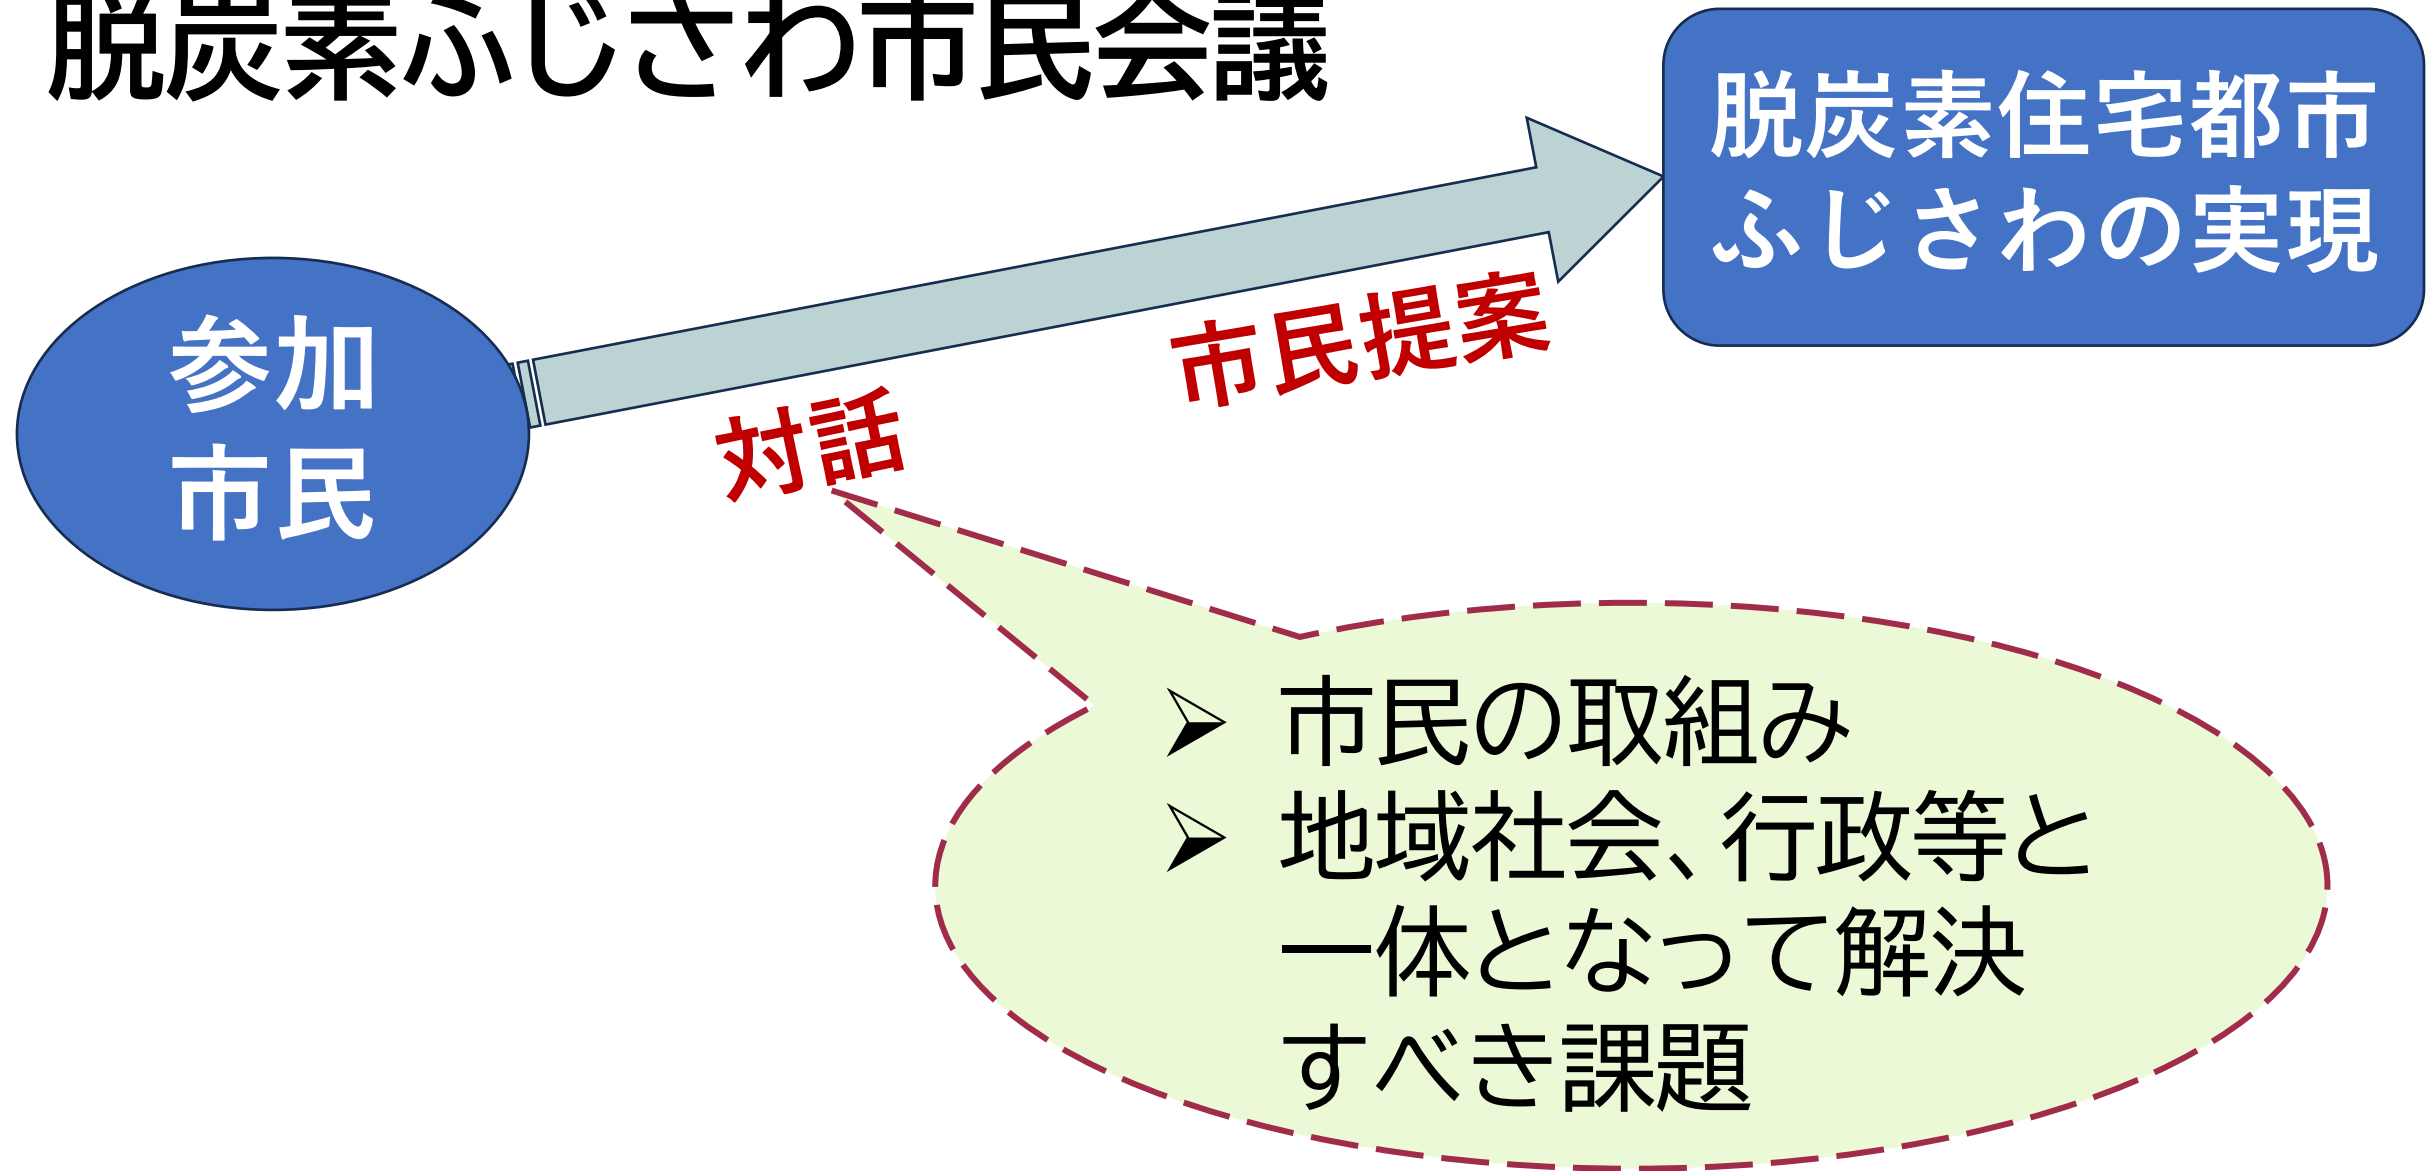 脱炭素ふじさわ市民会議
脱炭素住宅都市
ふじさわの実現
参加
市民
市民提案
対話
➢ 市民の取組み
➢ 地域社会、行政等と
一体となって解決
すべき課題